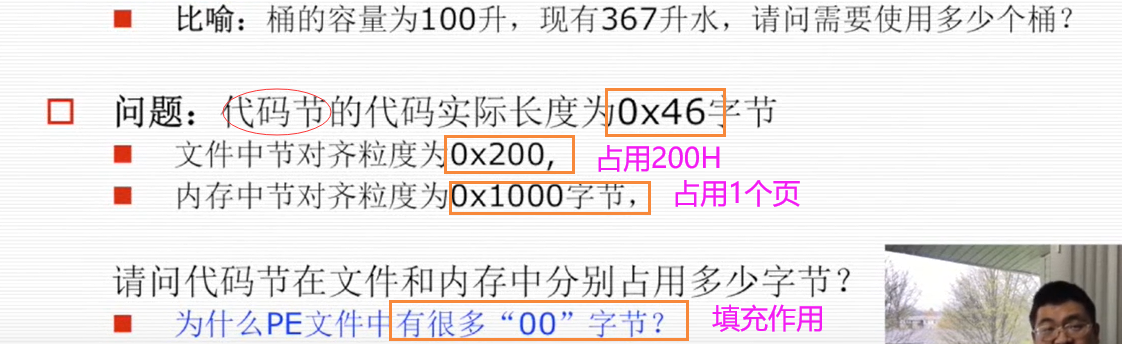 比喻：桶的容量为100升，现有367升水，请问需要使用多少个桶？
问题：代码节的代码实际长度为0x46字节
文件中节对齐粒度为0x200, 占用200H
内存中节对齐粒度为0x1000字节， 占用1个页
请问代码节在文件和内存中分别占用多少字节？
为什么PE文件中有很多“00”字节？ 填充作用